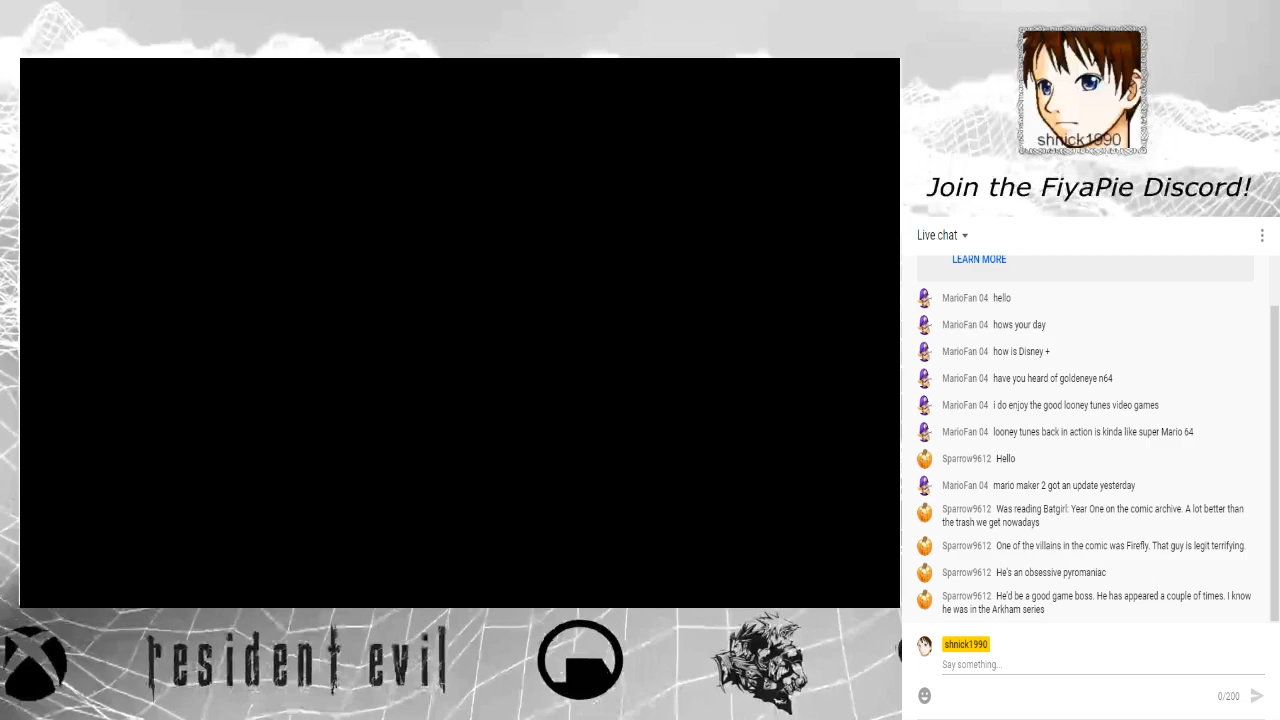 shnick1990
Join the FiyaPie Discord!
Live chat
LEARN MORE
MarioFan 04 hello
MarioFan 04 hows your day
MarioFan 04 how is Disney +
MarioFan 04 have you heard of goldeneye n64
MarioFan 04 i do enjoy the good looney tunes video games
MarioFan 04 looney tunes back in action is kinda like super Mario 64
Sparrow9612 Hello
MarioFan 04 mario maker 2 got an update yesterday
Sparrow9612 Was reading Batgirl: Year One on the comic archive. A lot better than
the trash we get nowadays
Sparrow9612 One of the villains in the comic was Firefly. That guy is legit terrifying.
Sparrow9612 He's an obsessive pyromaniac
Sparrow9612 He'd be a good game boss. He has appeared a couple of times. I know
he was in the Arkham series
shnick1990
Say something...
0/200
resident evil